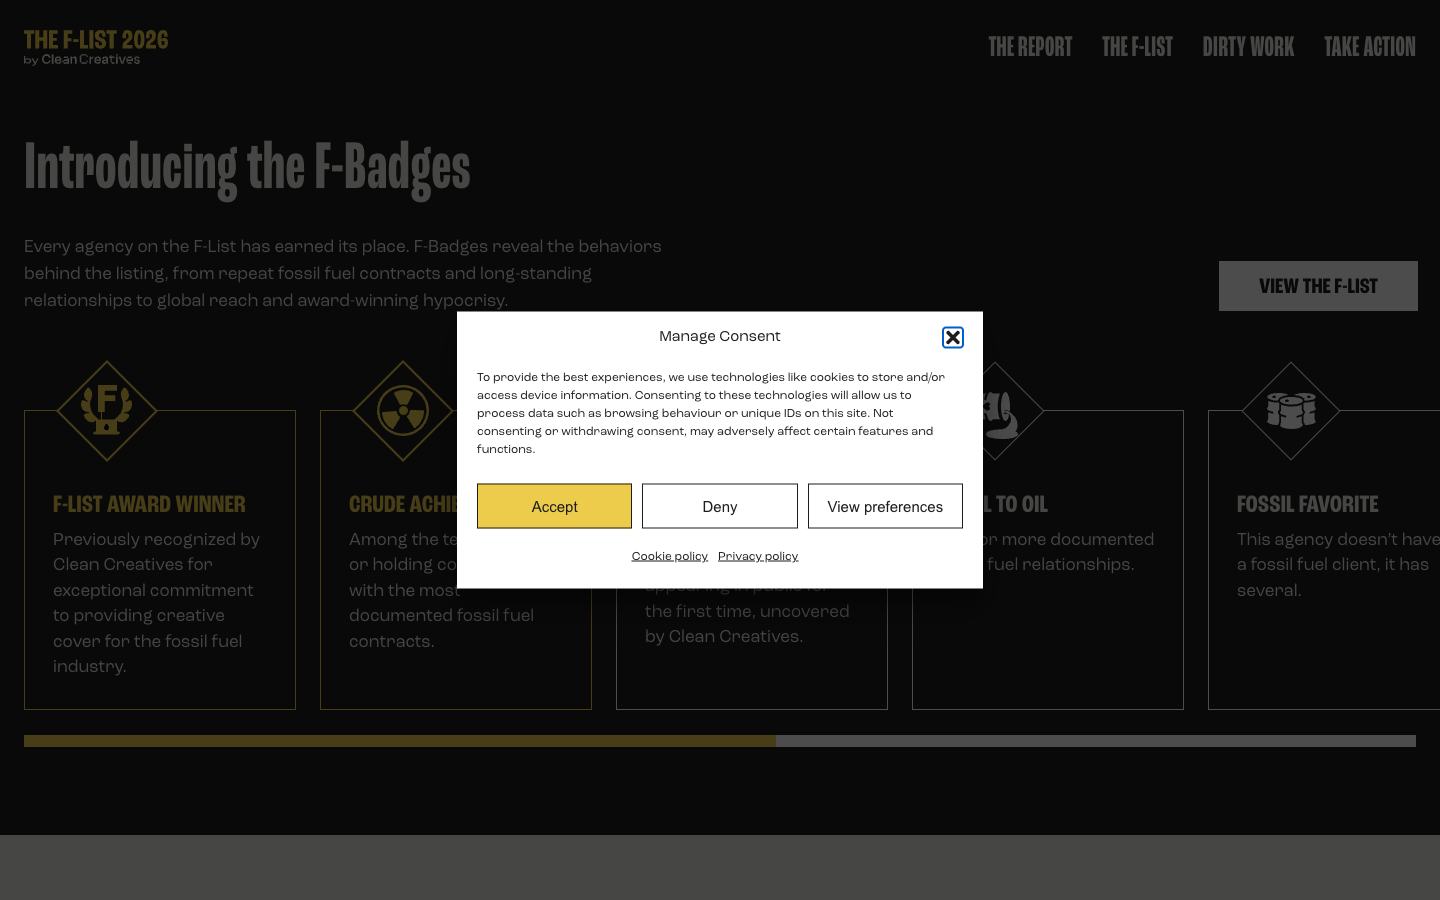 THE F-LIST 2026
by Clean Creatives
THE REPORT
THE F-LIST
DIRTY WORK
TAKE ACTION
Introducing the F-Badges
Every agency on the F-List has earned its place. F-Badges reveal the behaviors
behind the listing, from repeat fossil fuel contracts and long-standing
relationships to global reach and award-winning hypocrisy.
VIEW THE F-LIST
Manage Consent
To provide the best experiences, we use technologies like cookies to store and/or
access device information. Consenting to these technologies will allow us to
process data such as browsing behaviour or unique IDs on this site. Not
consenting or withdrawing consent, may adversely affect certain features and
functions.
Accept
Deny
View preferences
Cookie policy
Privacy policy
F
F-LIST AWARD WINNER
Previously recognized by
Clean Creatives for
exceptional commitment
to providing creative
cover for the fossil fuel
industry.
CRUDE
Among the
or holding
with the most
documented fossil fuel
contracts.
appearing in public for
the first time, uncovered
by Clean Creatives.
TO OIL
or more documented
fuel relationships.
FOSSIL FAVORITE
This agency doesn't have
a fossil fuel client, it has
several.